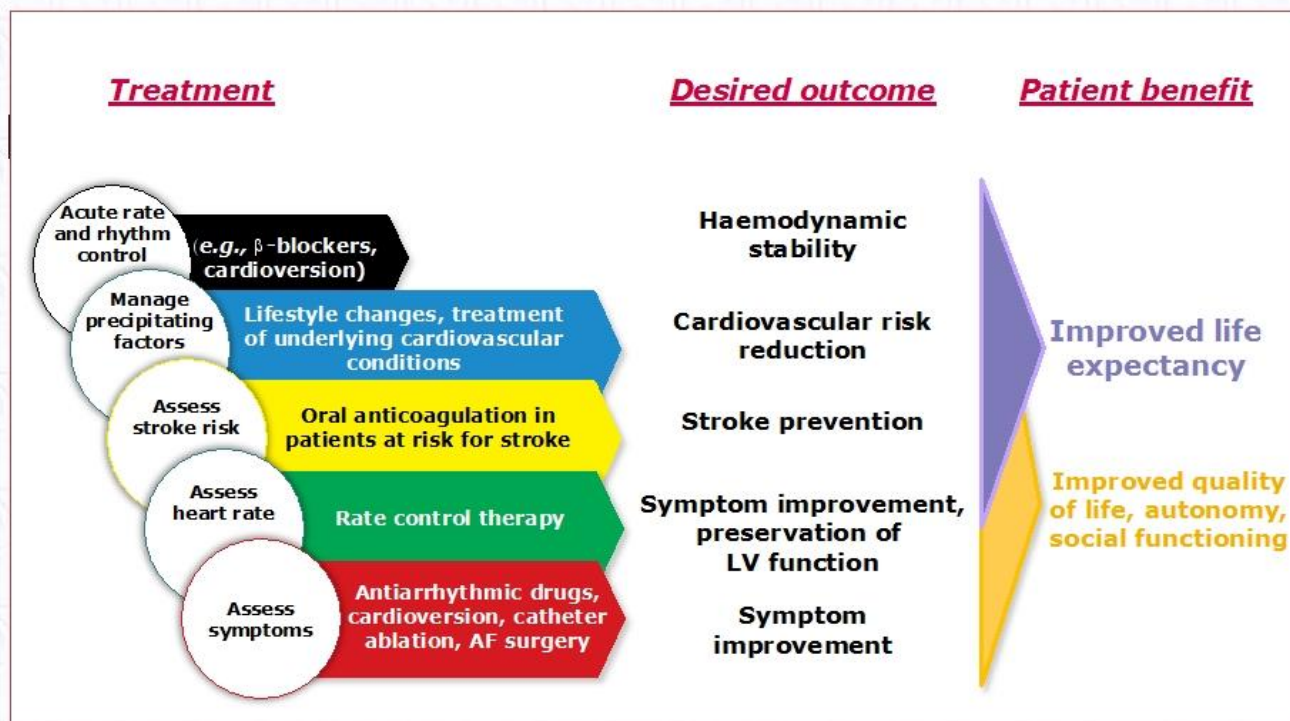 Treatment
Desired outcome
Patient benefit
Acute rate
and rhythm
control
(e.g., β-blockers,
cardioversion)
Haemodynamic
stability
Manage
precipitating
factors
Lifestyle changes, treatment
of underlying cardiovascular
conditions
Cardiovascular risk
reduction
Improved life
expectancy
Assess
stroke risk
Oral anticoagulation in
patients at risk for stroke
Stroke prevention
Assess
heart rate
Rate control therapy
Symptom improvement,
preservation of
LV function
Improved quality
of life, autonomy,
social functioning
Assess
symptoms
Antiarrhythmic drugs,
cardioversion, catheter
ablation, AF surgery
Symptom
improvement